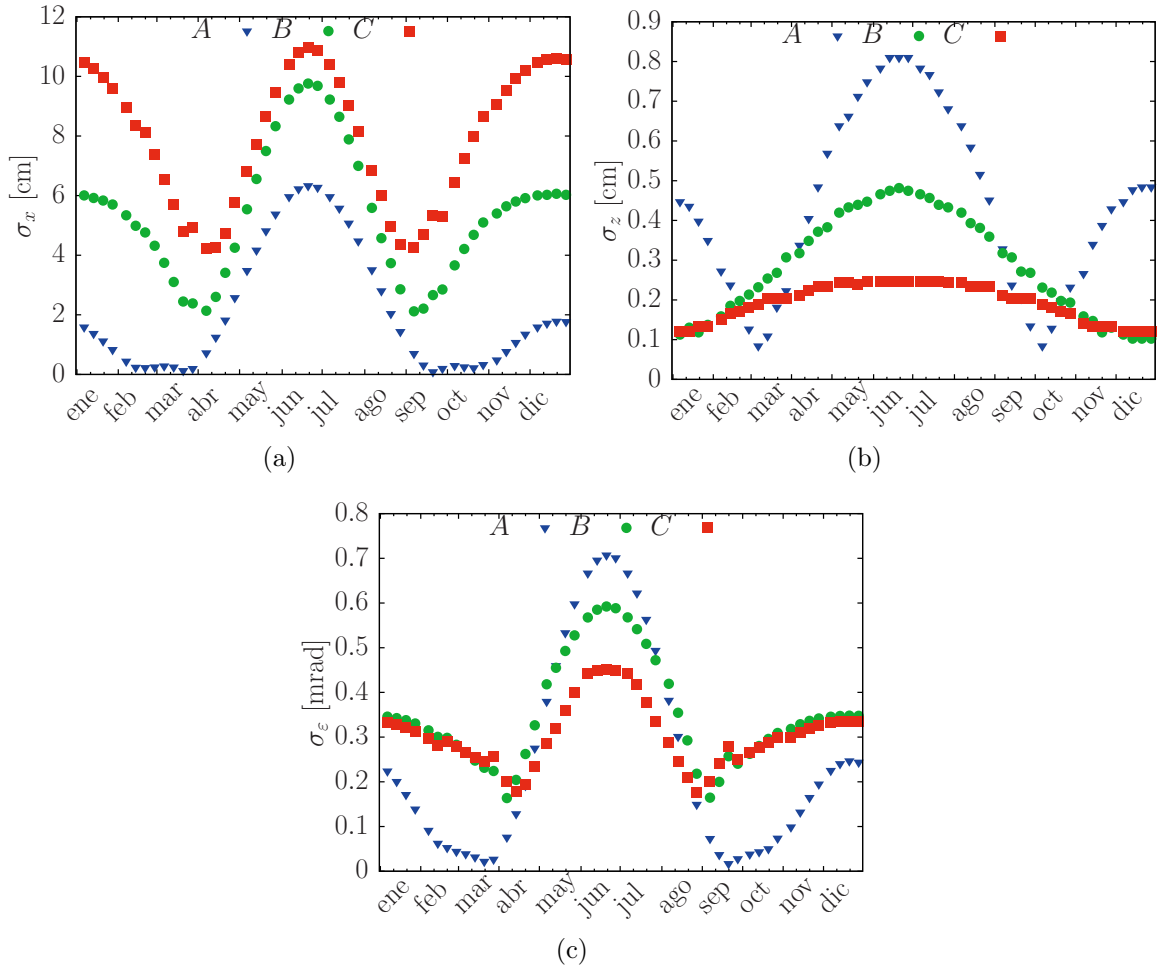 A B C
12
10
8
6
4
2
0
σx [cm]
ene feb mar abr may jun jul ago sep oct nov dic
(a)
A B C
0.9
0.8
0.7
0.6
0.5
0.4
0.3
0.2
0.1
0
σz [cm]
ene feb mar abr may jun jul ago sep oct nov dic
(b)
A B C
0.8
0.7
0.6
0.5
0.4
0.3
0.2
0.1
0
σε [mrad]
ene feb mar abr may jun jul ago sep oct nov dic
(c)